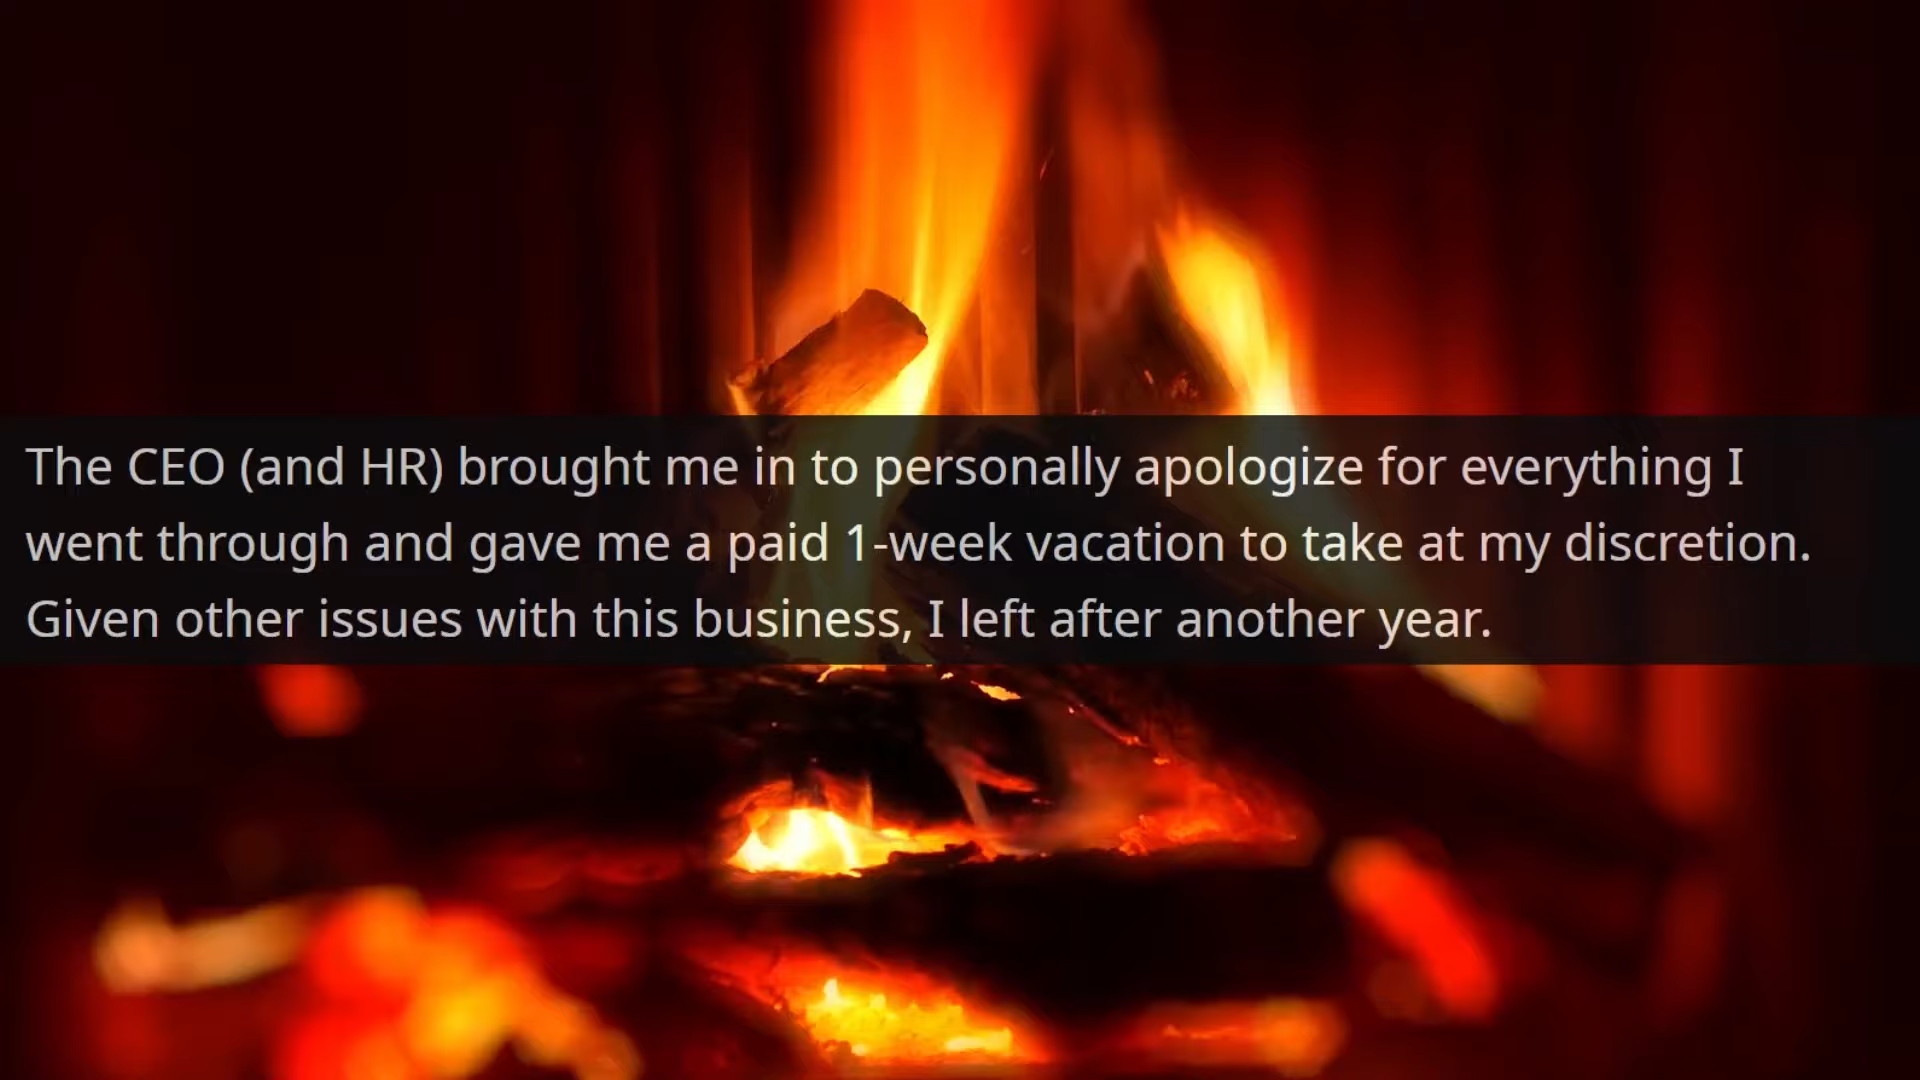 The CEO (and HR) brought me in to personally apologize for everything I
went through and gave me a paid 1-week vacation to take at my discretion.
Given other issues with this business, I left after another year.